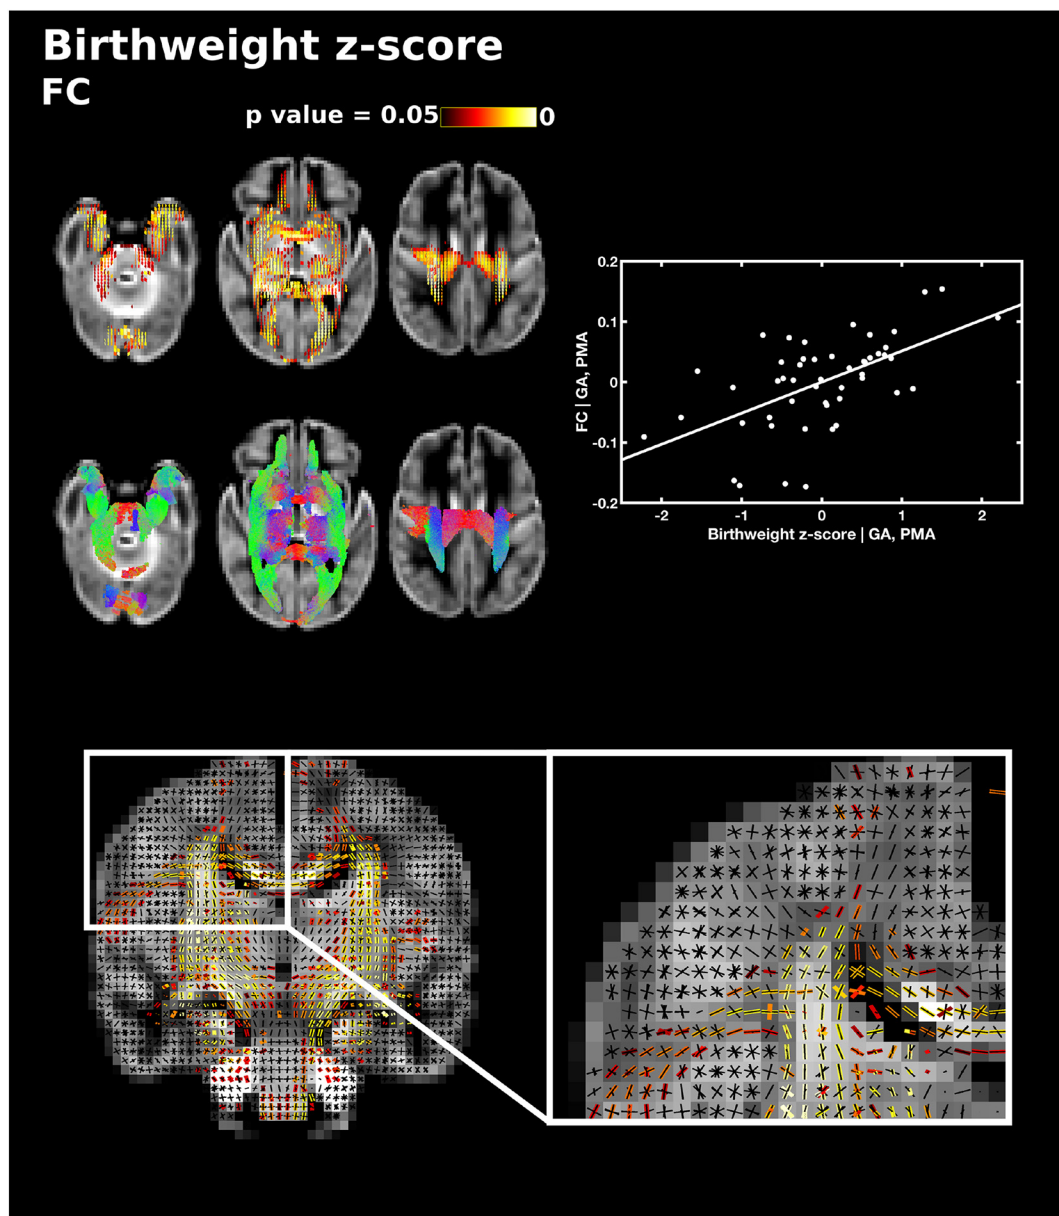 Birthweight z-score
FC
p value = 0.05 0
0.2
0.1
0
-0.1
-0.2
FC | GA, PMA
-2 -1 0 1 2
Birthweight z-score | GA, PMA